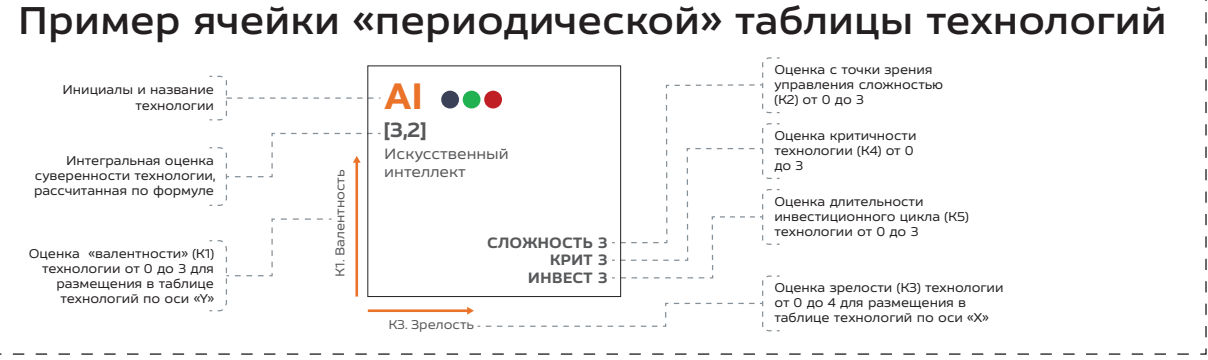 Пример ячейки «периодической» таблицы технологий
Инициалы и название
технологии
Интегральная оценка
суверенности технологии,
рассчитанная по формуле
Оценка «валентности» (К1)
технологии от 0 до 3 для
размещения в таблице
технологий по оси «Y»
К1. Валентность
AI
[3,2]
Искусственный
интеллект
СЛОЖНОСТЬ 3
КРИТ 3
ИНВЕСТ 3
К3. Зрелость
Оценка с точки зрения
управления сложностью
(К2) от 0 до 3
Оценка критичности
технологии (К4) от 0
до 3
Оценка длительности
инвестиционного цикла (К5)
технологии от 0 до 3
Оценка зрелости (К3) технологии
от 0 до 4 для размещения в
таблице технологий по оси «X»